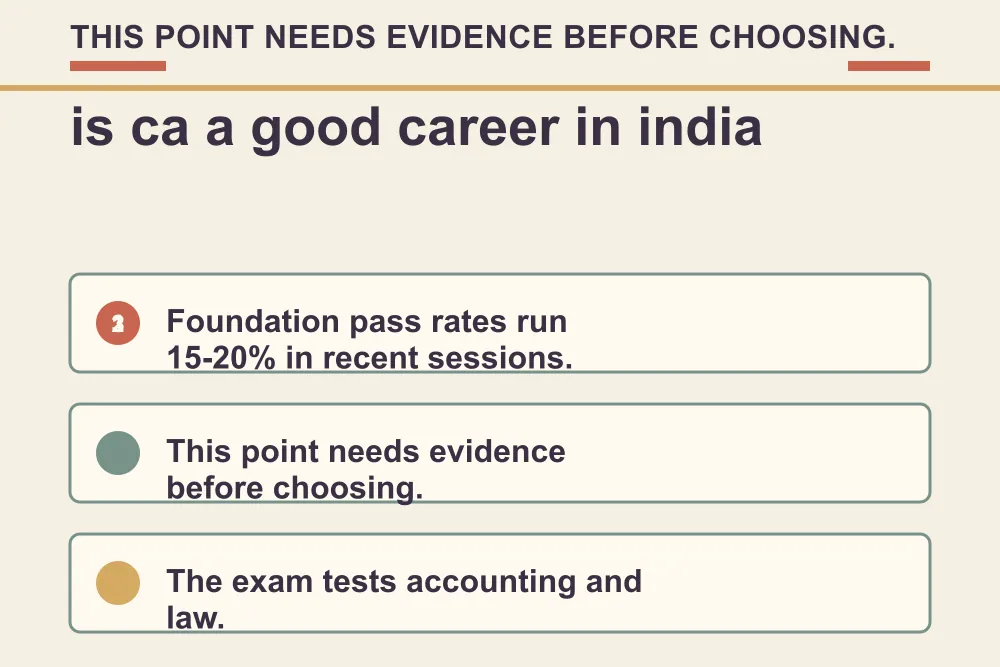 THIS POINT NEEDS EVIDENCE BEFORE CHOOSING.
is ca a good career in india
Foundation pass rates run
15-20% in recent sessions.
This point needs evidence
before choosing.
The exam tests accounting and
law.